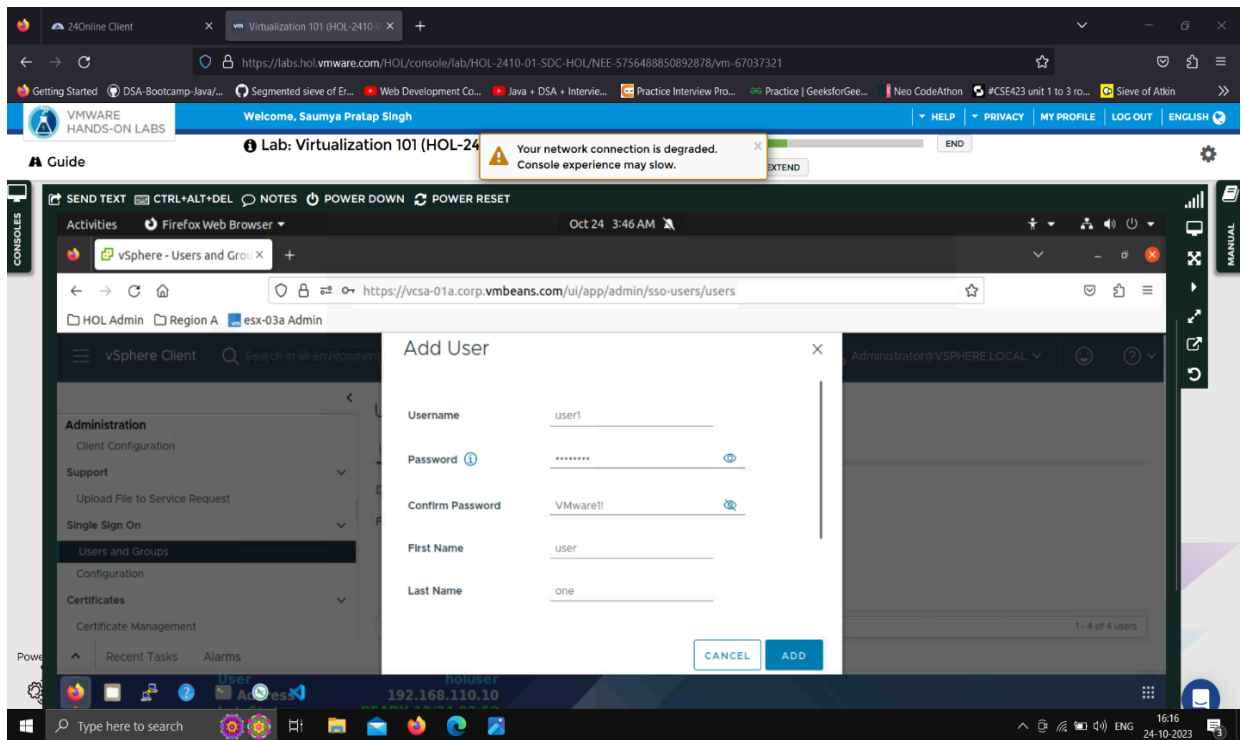 24Online Client
Virtualization 101 (HOL-2410-0
https://labs.hol.vmware.com/HOL/console/lab/HOL-2410-01-SDC-HOL/NEE-5756488850892878/vm-67037321
Getting Started DSA-Bootcamp-Java/... Segmented sieve of Er... Web Development Co... Java + DSA + Intervie... Practice Interview Pro... Practice | GeeksforGee... Neo CodeAthon #CSE423 unit 1 to 3 ro... Sieve of Atkin
VMWARE
HANDS-ON LABS
Welcome, Saumya Pratap Singh
HELP PRIVACY MY PROFILE LOG OUT ENGLISH
Guide
Lab: Virtualization 101 (HOL-24
Your network connection is degraded.
Console experience may slow.
END
EXTEND
CONSOLES
MANUAL
SEND TEXT CTRL+ALT+DEL NOTES POWER DOWN POWER RESET
Activities Firefox Web Browser Oct 24 3:46 AM
vSphere - Users and Grou
https://vcsa-01a.corp.vmbeans.com/ui/app/admin/sso-users/users
HOL Admin Region A esx-03a Admin
vSphere Client Search in all environmen
Administrator@VSPHERE.LOCAL
Administration
Client Configuration
Support
Upload File to Service Request
Single Sign On
Users and Groups
Configuration
Certificates
Certificate Management
Add User
Username user1
Password ••••••••
Confirm Password VMware1!
First Name user
Last Name one
CANCEL ADD
1 - 4 of 4 users
Powe
Recent Tasks Alarms
User holuser
192.168.110.10
Type here to search
ENG
16:16
24-10-2023
3